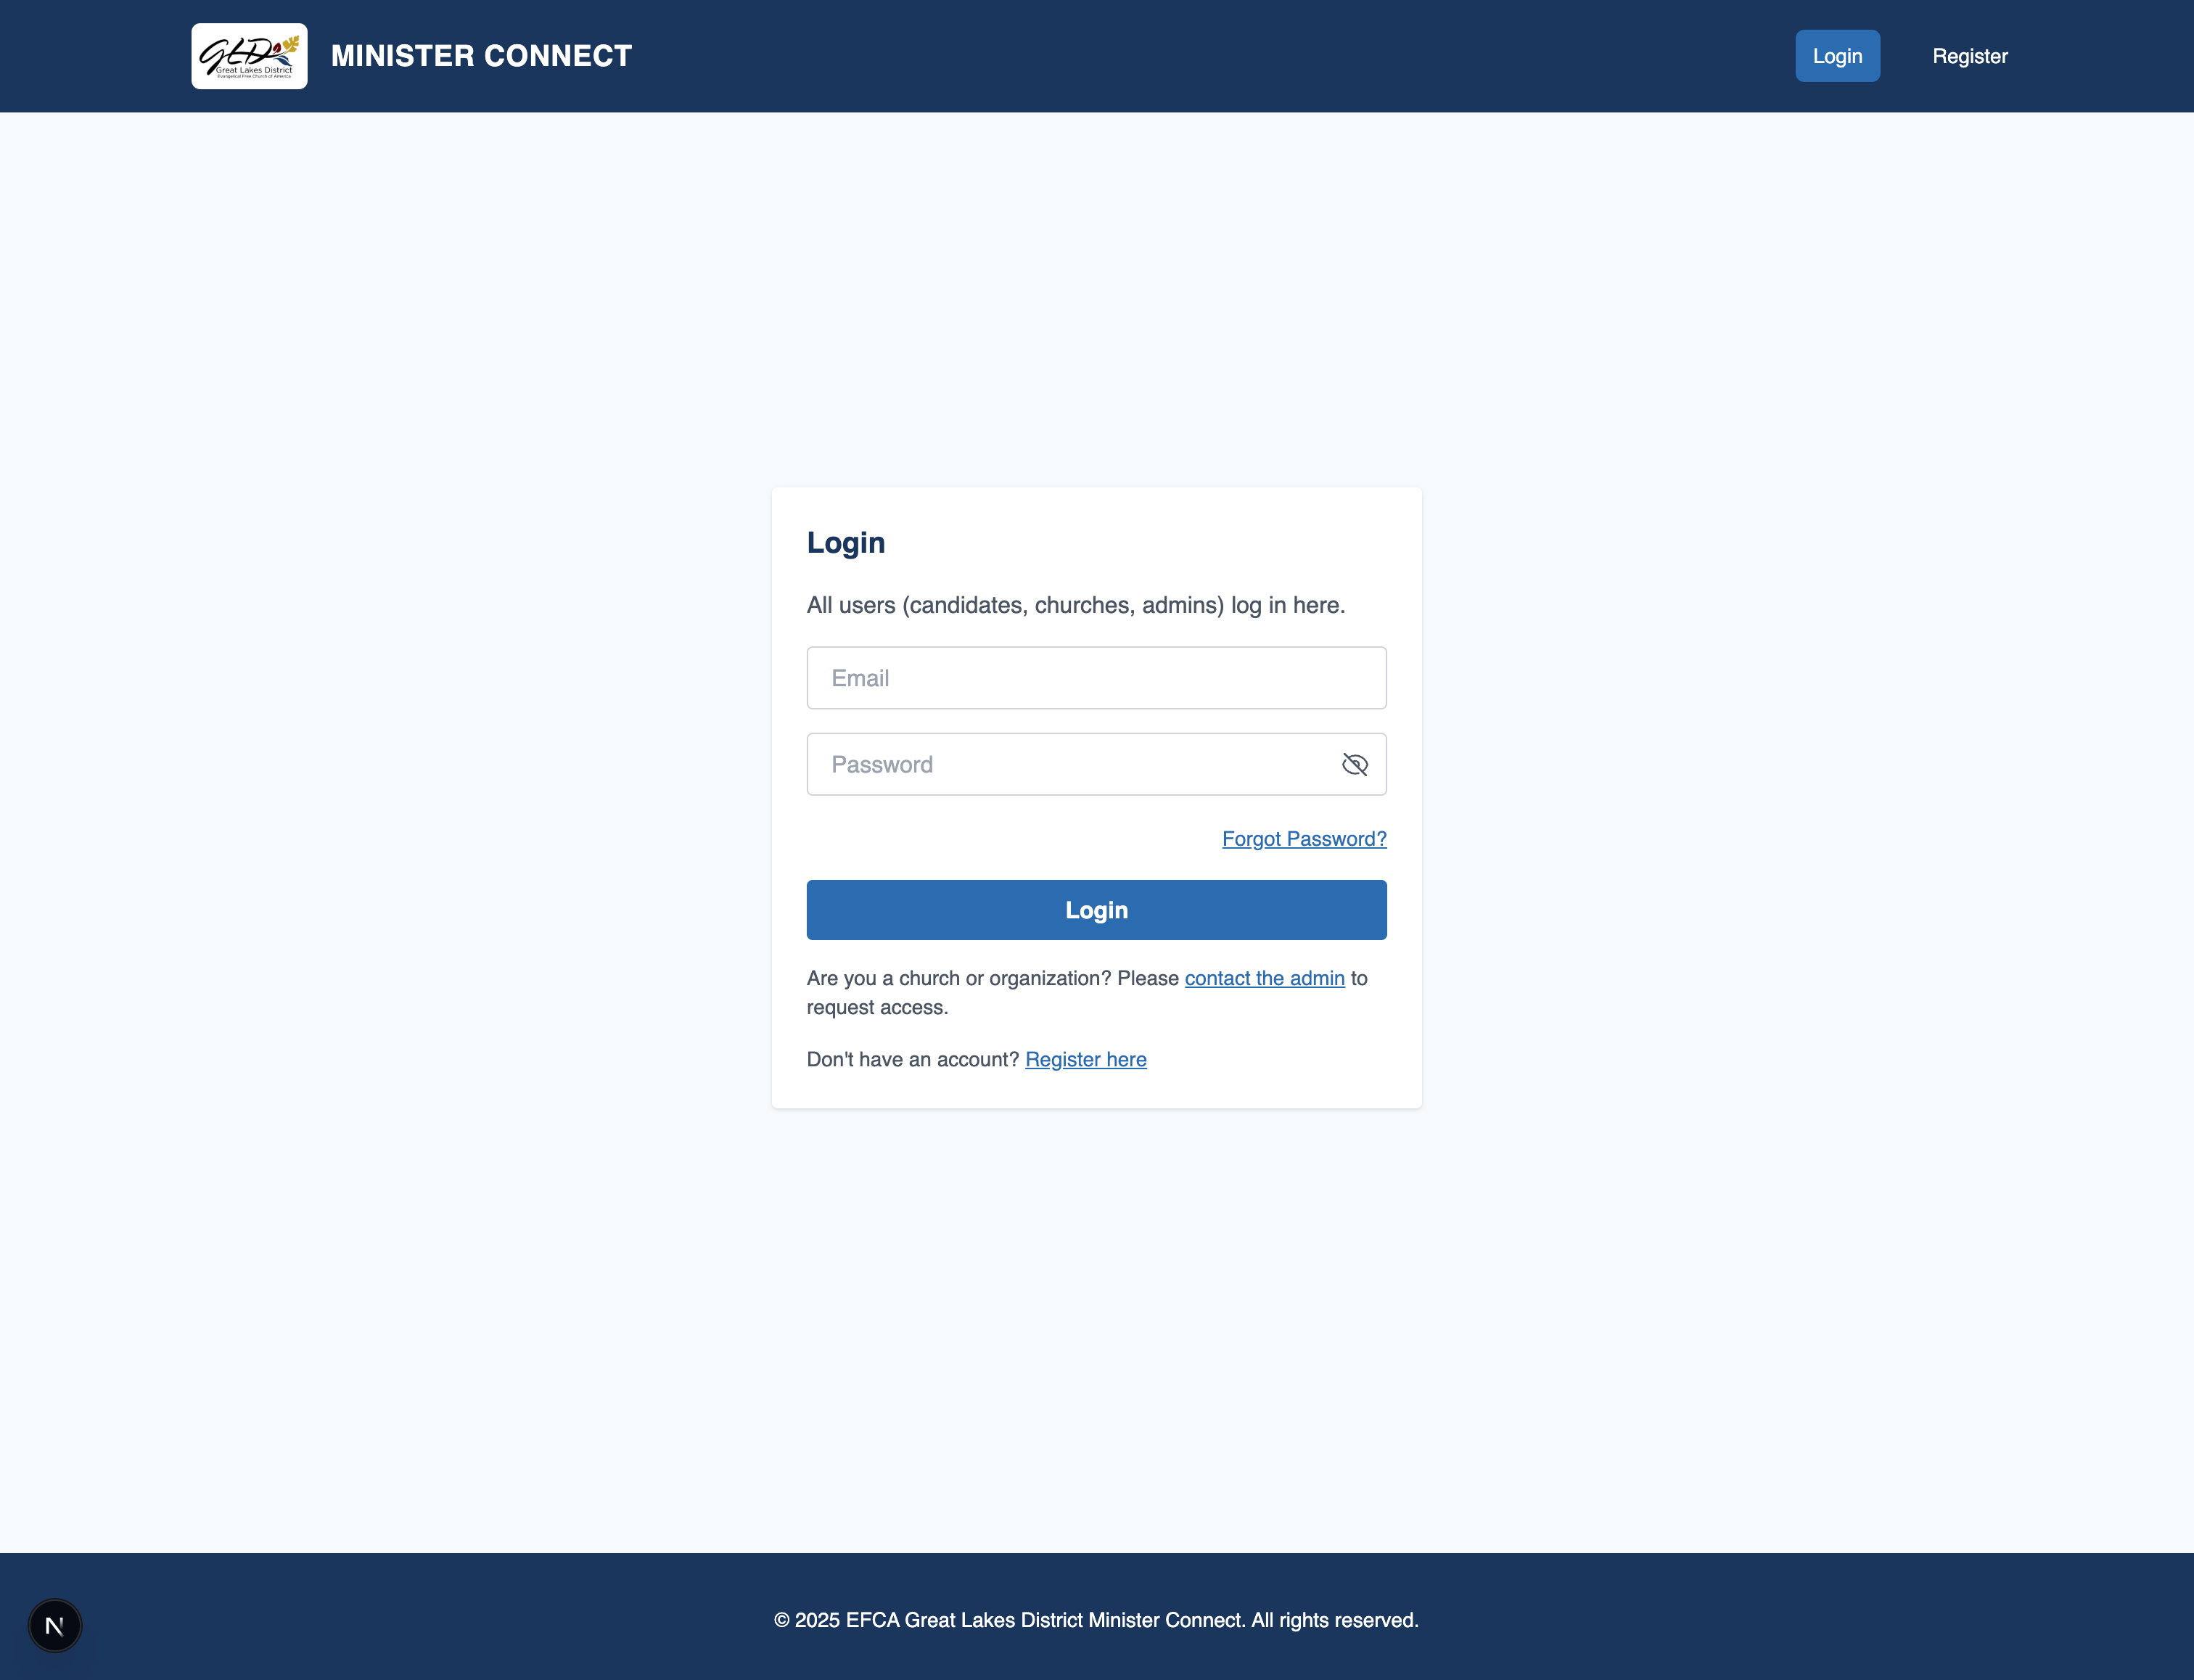 GLD
Great Lakes District
Evangelical Free Church of America
MINISTER CONNECT
Login
Register
Login
All users (candidates, churches, admins) log in here.
Email
Password
Forgot Password?
Login
Are you a church or organization? Please contact the admin to
request access.
Don't have an account? Register here
N
© 2025 EFCA Great Lakes District Minister Connect. All rights reserved.